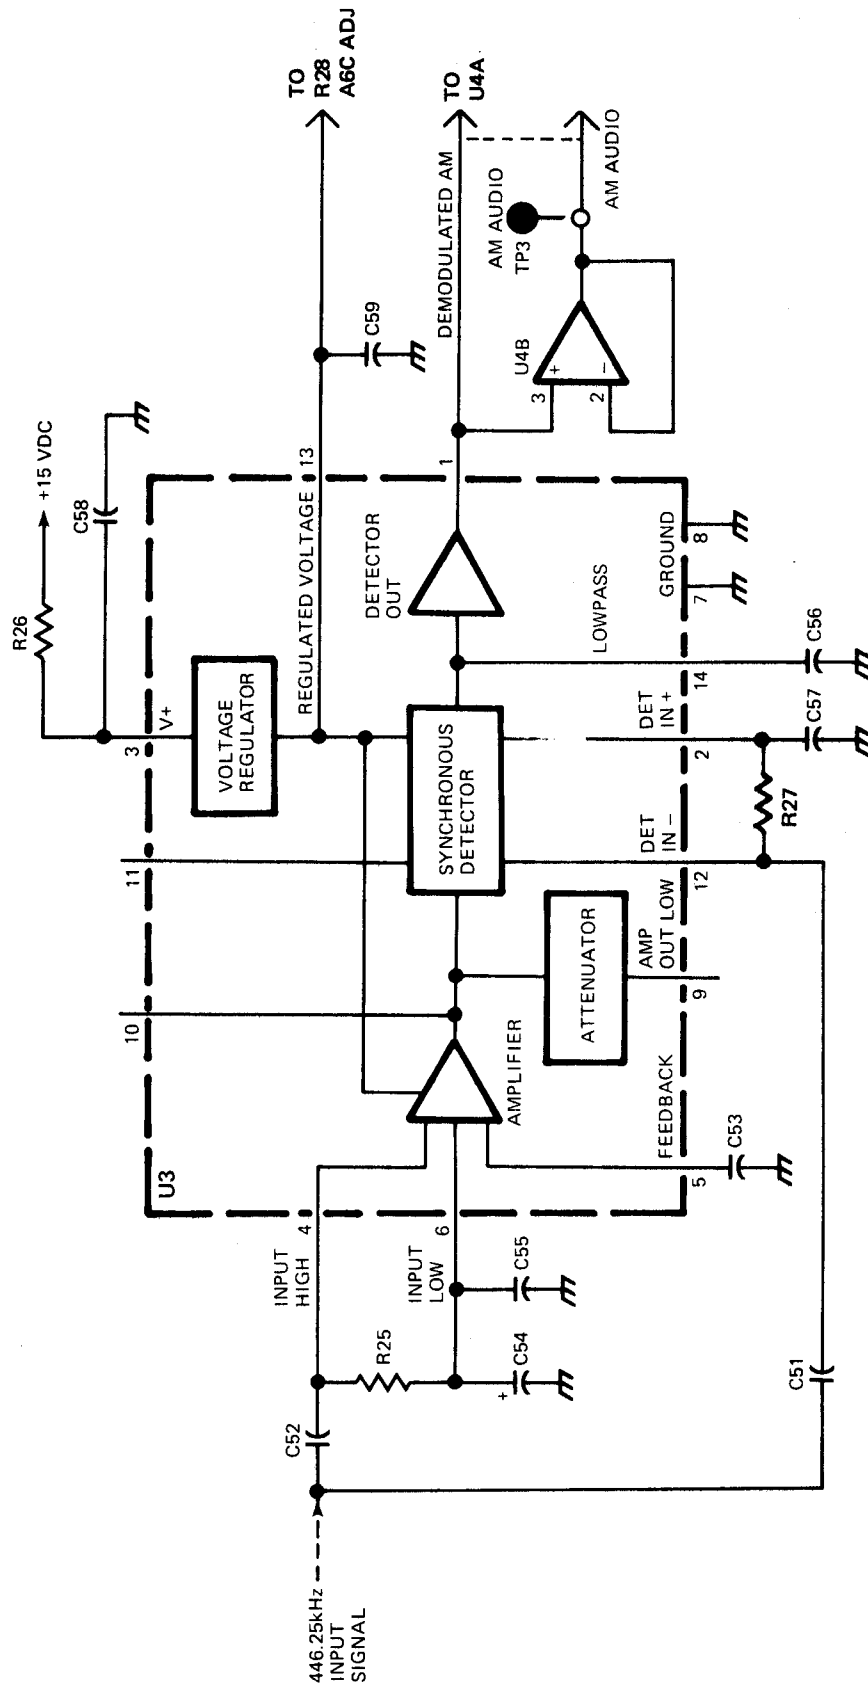 R26
+15 VDC
C58
TO
R28
A6C ADJ
3
V+
11
10
U3
VOLTAGE
REGULATOR
REGULATED VOLTAGE
13
C59
446.25kHz
INPUT
SIGNAL
C52
INPUT
HIGH
4
R25
INPUT
LOW
6
C54
+
C55
AMPLIFIER
SYNCHRONOUS
DETECTOR
DETECTOR
OUT
1
DEMODULATED AM
TO
U4A
ATTENUATOR
LOWPASS
U4B
3
+
2
−
AM AUDIO
TP3
AM AUDIO
FEEDBACK
5
C53
AMP
OUT LOW
9
DET
IN −
12
DET
IN +
2
14
GROUND
7
8
R27
C57
C56
C51